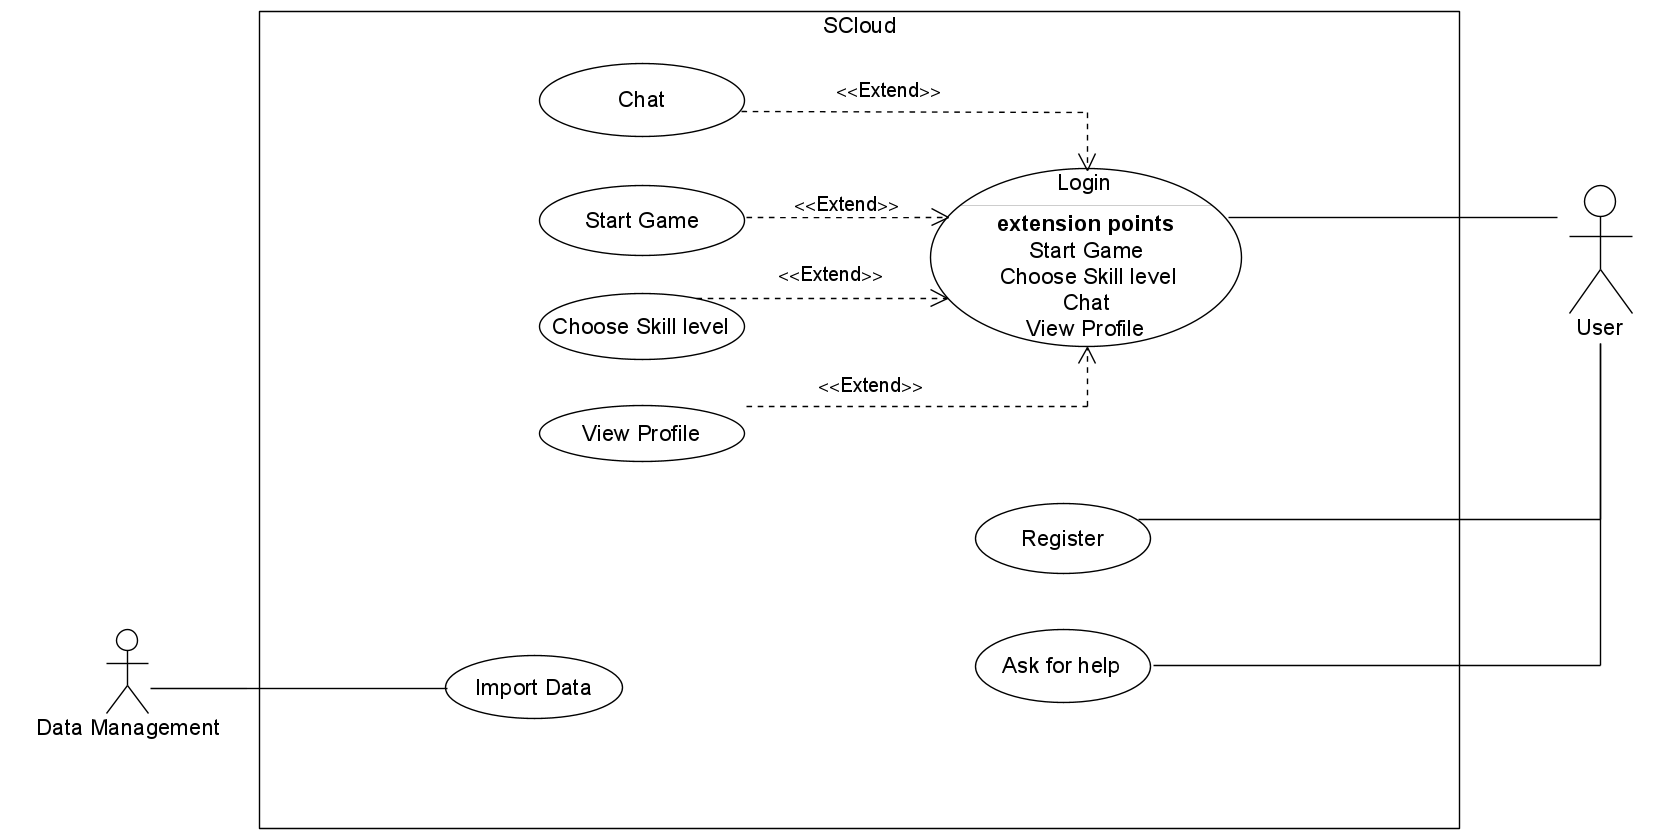 SCloud
Chat
<<Extend>>
Start Game
<<Extend>>
Choose Skill level
<<Extend>>
View Profile
<<Extend>>
Login
extension points
Start Game
Choose Skill level
Chat
View Profile
User
Register
Ask for help
Import Data
Data Management